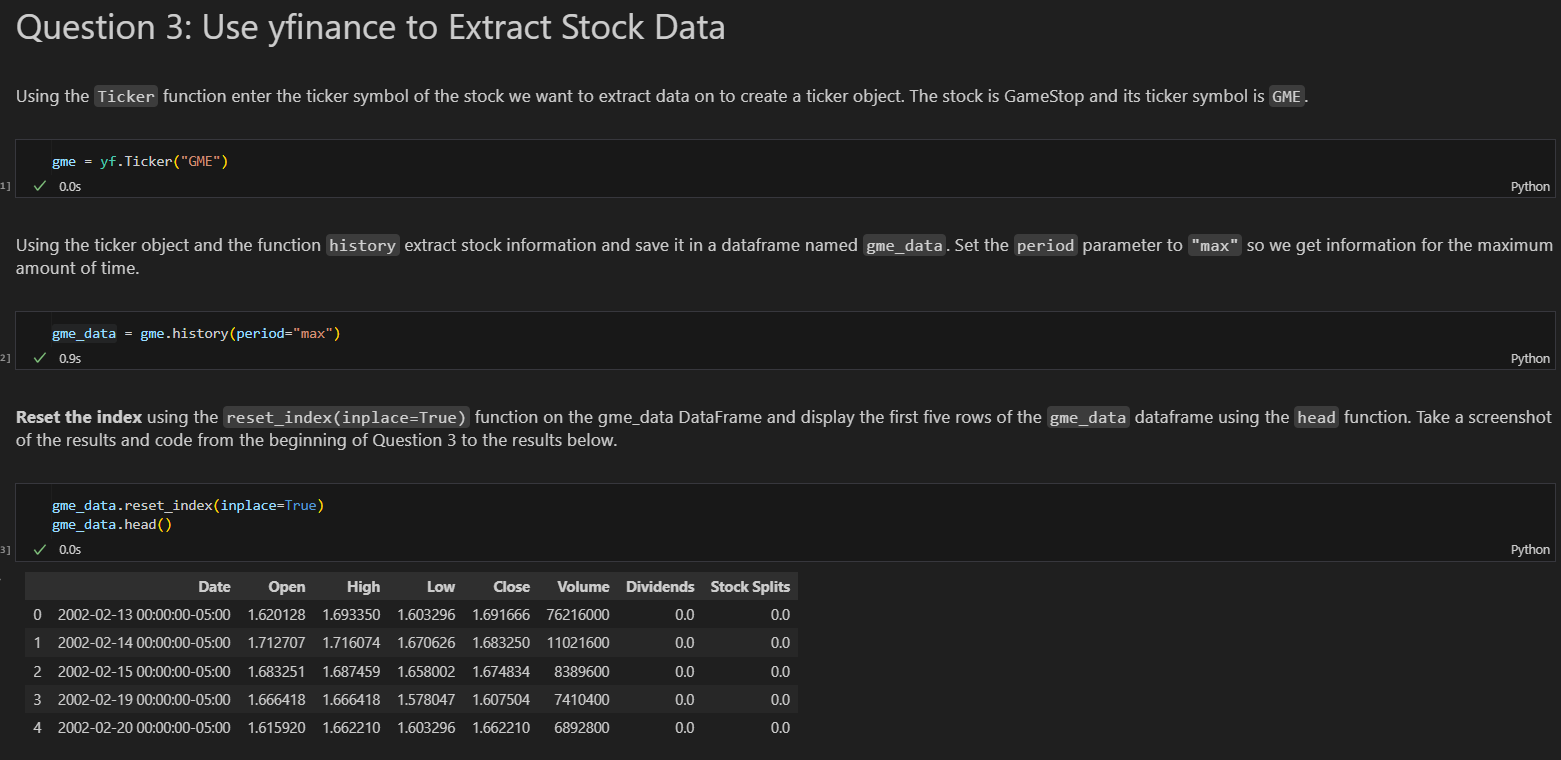 Question 3: Use yfinance to Extract Stock Data
Using the Ticker function enter the ticker symbol of the stock we want to extract data on to create a ticker object. The stock is GameStop and its ticker symbol is GME.
gme = yf.Ticker("GME")
1] ✓ 0.0s Python
Using the ticker object and the function history extract stock information and save it in a dataframe named gme_data. Set the period parameter to "max" so we get information for the maximum
amount of time.
gme_data = gme.history(period="max")
2] ✓ 0.9s Python
Reset the index using the reset_index(inplace=True) function on the gme_data DataFrame and display the first five rows of the gme_data dataframe using the head function. Take a screenshot
of the results and code from the beginning of Question 3 to the results below.
gme_data.reset_index(inplace=True)
gme_data.head()
3] ✓ 0.0s Python
Date Open High Low Close Volume Dividends Stock Splits
0 2002-02-13 00:00:00-05:00 1.620128 1.693350 1.603296 1.691666 76216000 0.0 0.0
1 2002-02-14 00:00:00-05:00 1.712707 1.716074 1.670626 1.683250 11021600 0.0 0.0
2 2002-02-15 00:00:00-05:00 1.683251 1.687459 1.658002 1.674834 8389600 0.0 0.0
3 2002-02-19 00:00:00-05:00 1.666418 1.666418 1.578047 1.607504 7410400 0.0 0.0
4 2002-02-20 00:00:00-05:00 1.615920 1.662210 1.603296 1.662210 6892800 0.0 0.0